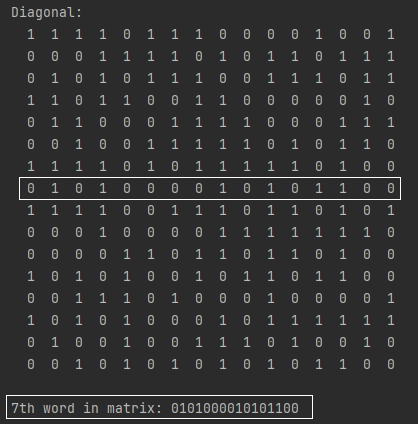 Diagonal:
1 1 1 1 0 1 1 1 0 0 0 0 1 0 0 1
0 0 0 1 1 1 1 0 1 0 1 1 0 1 1 1
0 1 0 1 0 1 1 1 0 0 1 1 1 0 1 1
1 1 0 1 1 0 0 1 1 0 0 0 0 0 1 0
0 1 1 0 0 0 1 1 1 1 0 0 0 1 1 1
0 0 1 0 0 1 1 1 1 1 0 1 1 0 1 0
1 1 1 1 0 1 0 1 1 1 1 1 0 1 0 0
0 1 0 1 0 0 0 0 1 0 1 0 1 1 0 0
1 1 1 1 0 0 1 1 1 0 1 1 0 1 0 1
0 0 0 1 0 0 0 0 1 1 1 1 1 1 1 0
0 0 0 0 1 1 0 1 1 0 1 0 1 1 0 0
1 0 1 0 1 0 0 1 0 1 1 0 1 1 0 0
0 0 1 1 1 0 1 0 0 0 1 0 0 0 0 1
1 0 1 0 1 0 0 0 1 0 1 1 1 1 1 1
0 1 0 0 1 0 0 1 1 1 0 1 0 0 1 0
0 0 1 0 1 0 1 0 1 0 1 0 1 1 0 0
7th word in matrix: 0101000010101100